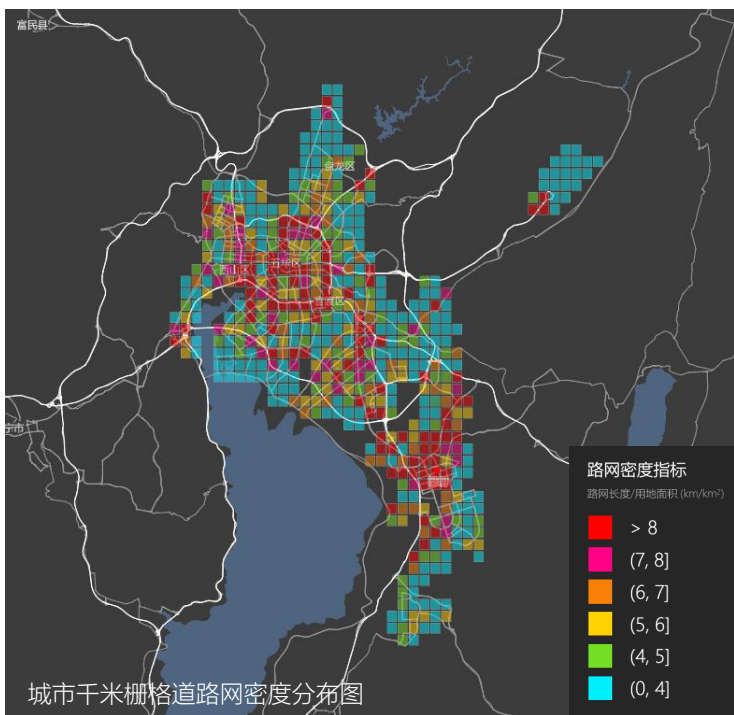 富民县
盘龙区
五华区
西山区
官渡区
宁市
路网密度指标
路网长度/用地面积 (km/km²)
> 8
(7, 8]
(6, 7]
(5, 6]
(4, 5]
(0, 4]
城市千米栅格道路网密度分布图